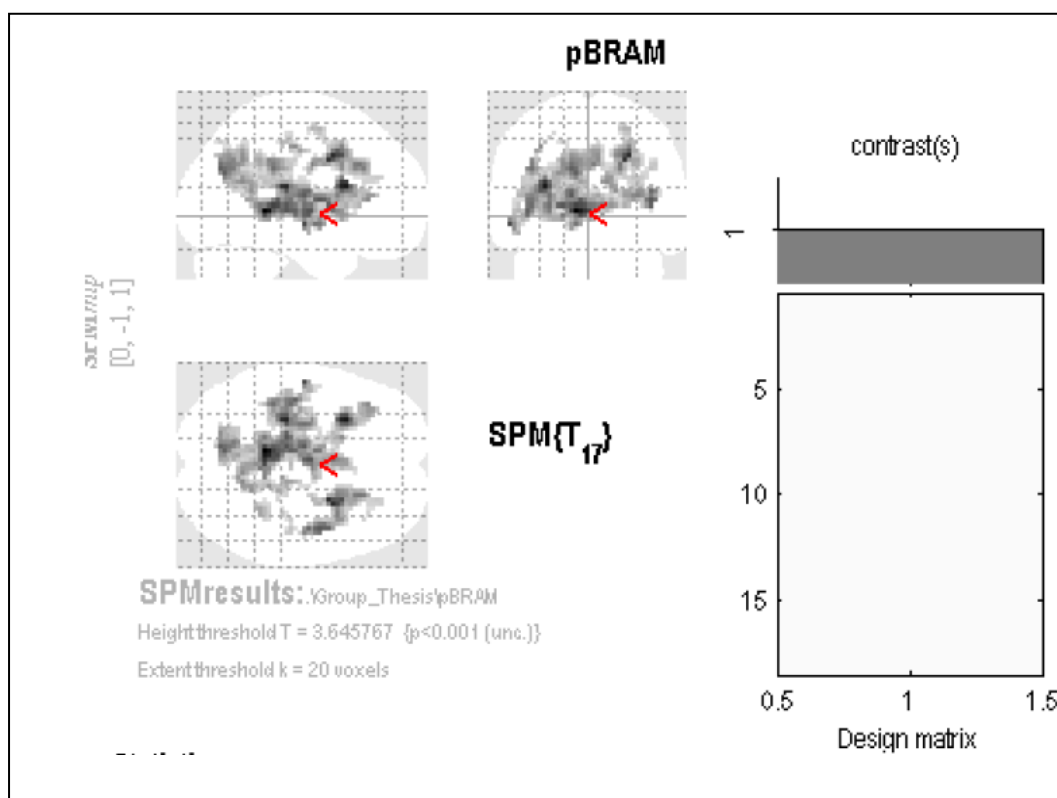 pBRAM
contrast(s)
1
SPMmip
[0, -1, 1]
SPM{T17}
5
10
15
0.5 1 1.5
Design matrix
SPMresults: .\Group_Thesis\pBRAM
Height threshold T = 3.645767 {p<0.001 (unc.)}
Extent threshold k = 20 voxels